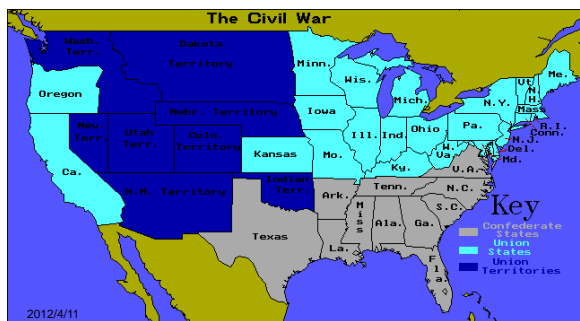 The Civil War
Wash.
Terr.
Dakota
Territory
Minn.
Oregon
Wis.
Mich.
Vt.
N.
H.
Me.
N.Y.
Mass
R.I.
Conn.
N.J.
Del.
Md.
Nebr. Territory
Iowa
Nev.
Terr.
Utah
Terr.
Colo.
Territory
Ill.
Ind.
Ohio
Pa.
W.
Va
V.A.
Ca.
Kansas
Mo.
Ky.
N.M. Territory
Indian
Terr.
Ark.
Tenn.
N.C.
S.C.
Texas
La.
M
i
s
s
Ala.
Ga.
F
l
a.
Key
Confederate
States
Union
States
Union
Territories
2012/4/11